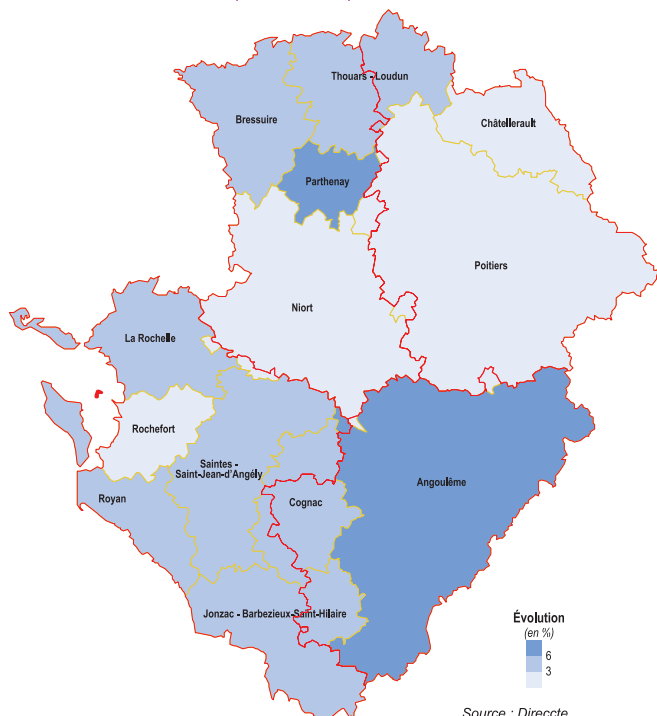 Thouars - Loudun
Bressuire
Châtellerault
Parthenay
Poitiers
Niort
La Rochelle
Rochefort
Saintes -
Saint-Jean-d'Angély
Angoulême
Royan
Cognac
Jonzac - Barbezieux-Saint-Hilaire
Évolution
(en %)
6
3
Source : Direccte